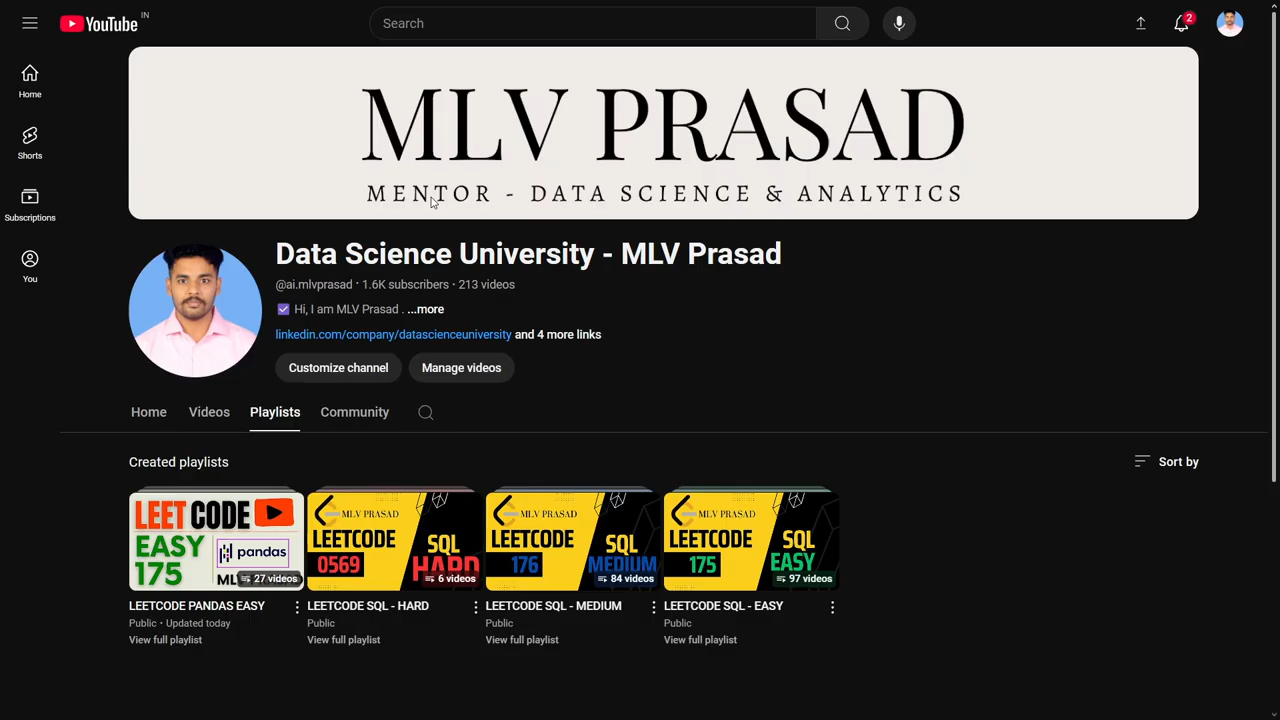 YouTube IN
Search
2
Home
Shorts
Subscriptions
You
MLV PRASAD
MENTOR - DATA SCIENCE & ANALYTICS
Data Science University - MLV Prasad
@ai.mlvprasad · 1.6K subscribers · 213 videos
Hi, I am MLV Prasad . ...more
linkedin.com/company/datascienceuniversity and 4 more links
Customize channel Manage videos
Home Videos Playlists Community
Created playlists
Sort by
LEETCODE
EASY
175
pandas
ML
27 videos
LEETCODE PANDAS EASY
Public • Updated today
View full playlist
MLV PRASAD
LEETCODE
0569
SQL
HARD
6 videos
LEETCODE SQL - HARD
Public
View full playlist
MLV PRASAD
LEETCODE
176
SQL
MEDIUM
84 videos
LEETCODE SQL - MEDIUM
Public
View full playlist
MLV PRASAD
LEETCODE
175
SQL
EASY
97 videos
LEETCODE SQL - EASY
Public
View full playlist